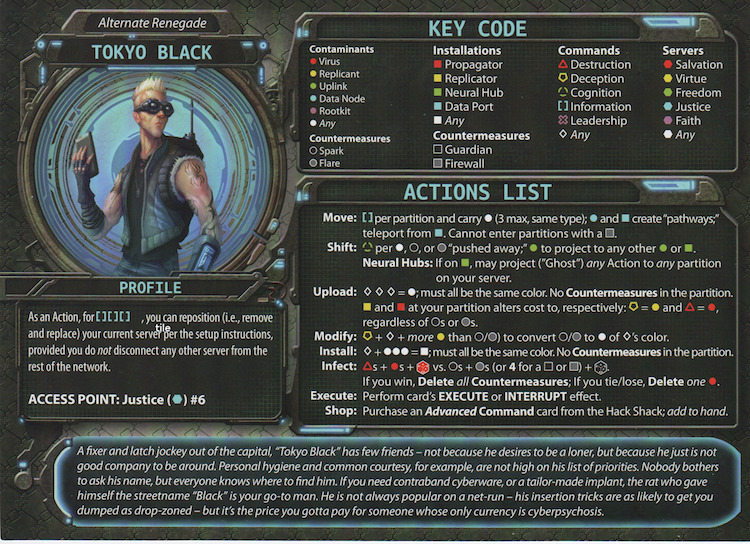 Alternate Renegade
TOKYO BLACK
PROFILE
As an Action, for [][][] , you can reposition (i.e., remove
and replace) your current server per the setup instructions,
tile
provided you do not disconnect any other server from the
rest of the network.
ACCESS POINT: Justice (⬢) #6
KEY CODE
Contaminants
Virus
Replicant
Uplink
Data Node
Rootkit
Any
Countermeasures
Spark
Flare
Installations
Propagator
Replicator
Neural Hub
Data Port
Any
Countermeasures
Guardian
Firewall
Commands
Destruction
Deception
Cognition
Information
Leadership
Any
Servers
Salvation
Virtue
Freedom
Justice
Faith
Any
ACTIONS LIST
Move: [] per partition and carry ● (3 max, same type); ● and ■ create "pathways;"
teleport from ■. Cannot enter partitions with a ■.
Shift: per ●, ○, or ● "pushed away;" ● to project to any other ● or ■.
Neural Hubs: If on ■, may project ("Ghost") any Action to any partition
on your server.
Upload: ◇ ◇ ◇ = ●; must all be the same color. No Countermeasures in the partition.
■ and ■ at your partition alters cost to, respectively: ⬠ = ● and △ = ●,
regardless of ○s or ●s.
Modify: ⬠ + ◇ + more ● than ○/●) to convert ○/● to ● of ◇'s color.
Install: ◇ + ●●● = ■; must all be the same color. No Countermeasures in the partition.
Infect: △s + ●s + vs. ○s + ●s (or 4 for a □ or ■) + .
If you win, Delete all Countermeasures; If you tie/lose, Delete one ●.
Execute: Perform card's EXECUTE or INTERRUPT effect.
Shop: Purchase an Advanced Command card from the Hack Shack; add to hand.
A fixer and latch jockey out of the capital, "Tokyo Black" has few friends – not because he desires to be a loner, but because he just is not
good company to be around. Personal hygiene and common courtesy, for example, are not high on his list of priorities. Nobody bothers
to ask his name, but everyone knows where to find him. If you need contraband cyberware, or a tailor-made implant, the rat who gave
himself the streetname "Black" is your go-to man. He is not always popular on a net-run – his insertion tricks are as likely to get you
dumped as drop-zoned – but it's the price you gotta pay for someone whose only currency is cyberpsychosis.